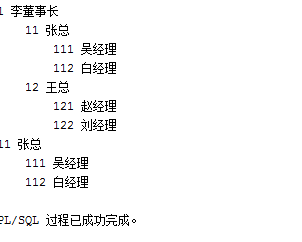 1 李董事长
11 张总
111 吴经理
112 白经理
12 王总
121 赵经理
122 刘经理
11 张总
111 吴经理
112 白经理
PL/SQL 过程已成功完成。